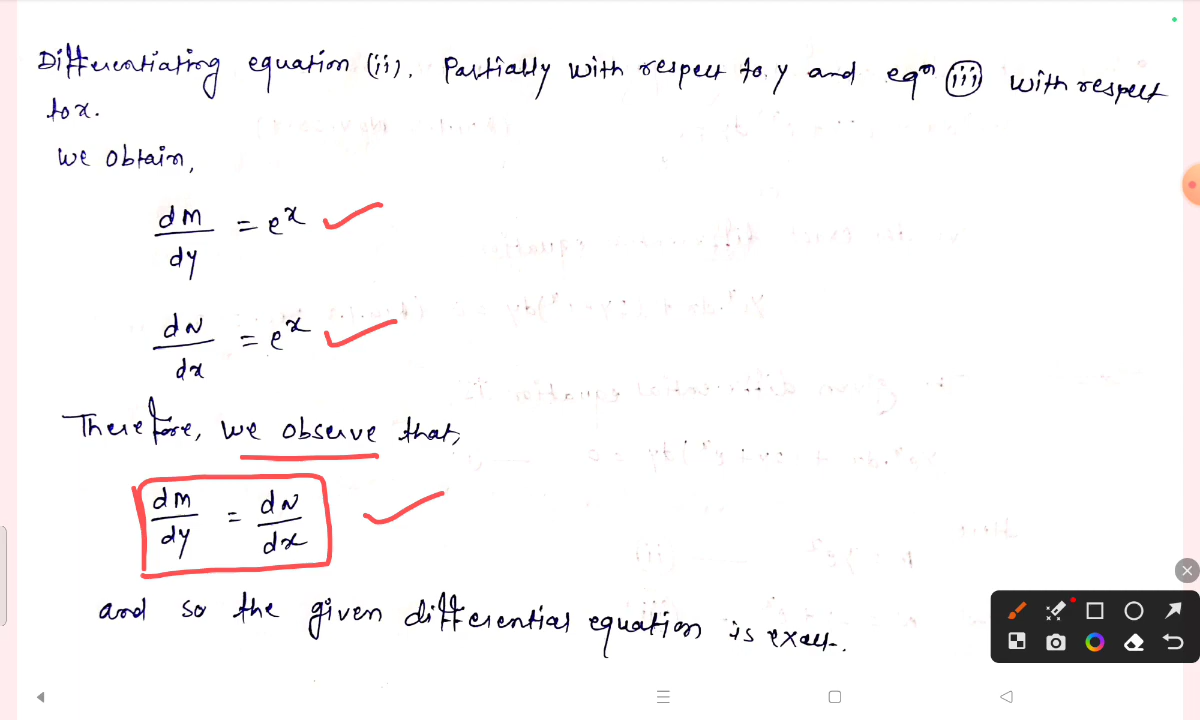 Differentiating equation (ii), Partially with respect to y and eqn (iii) with respect
to x.
we obtain,
dM/dy = e^x
dN/dx = e^x
Therefore, we observe that,
dM/dy = dN/dx
and so the given differential equation is exact.